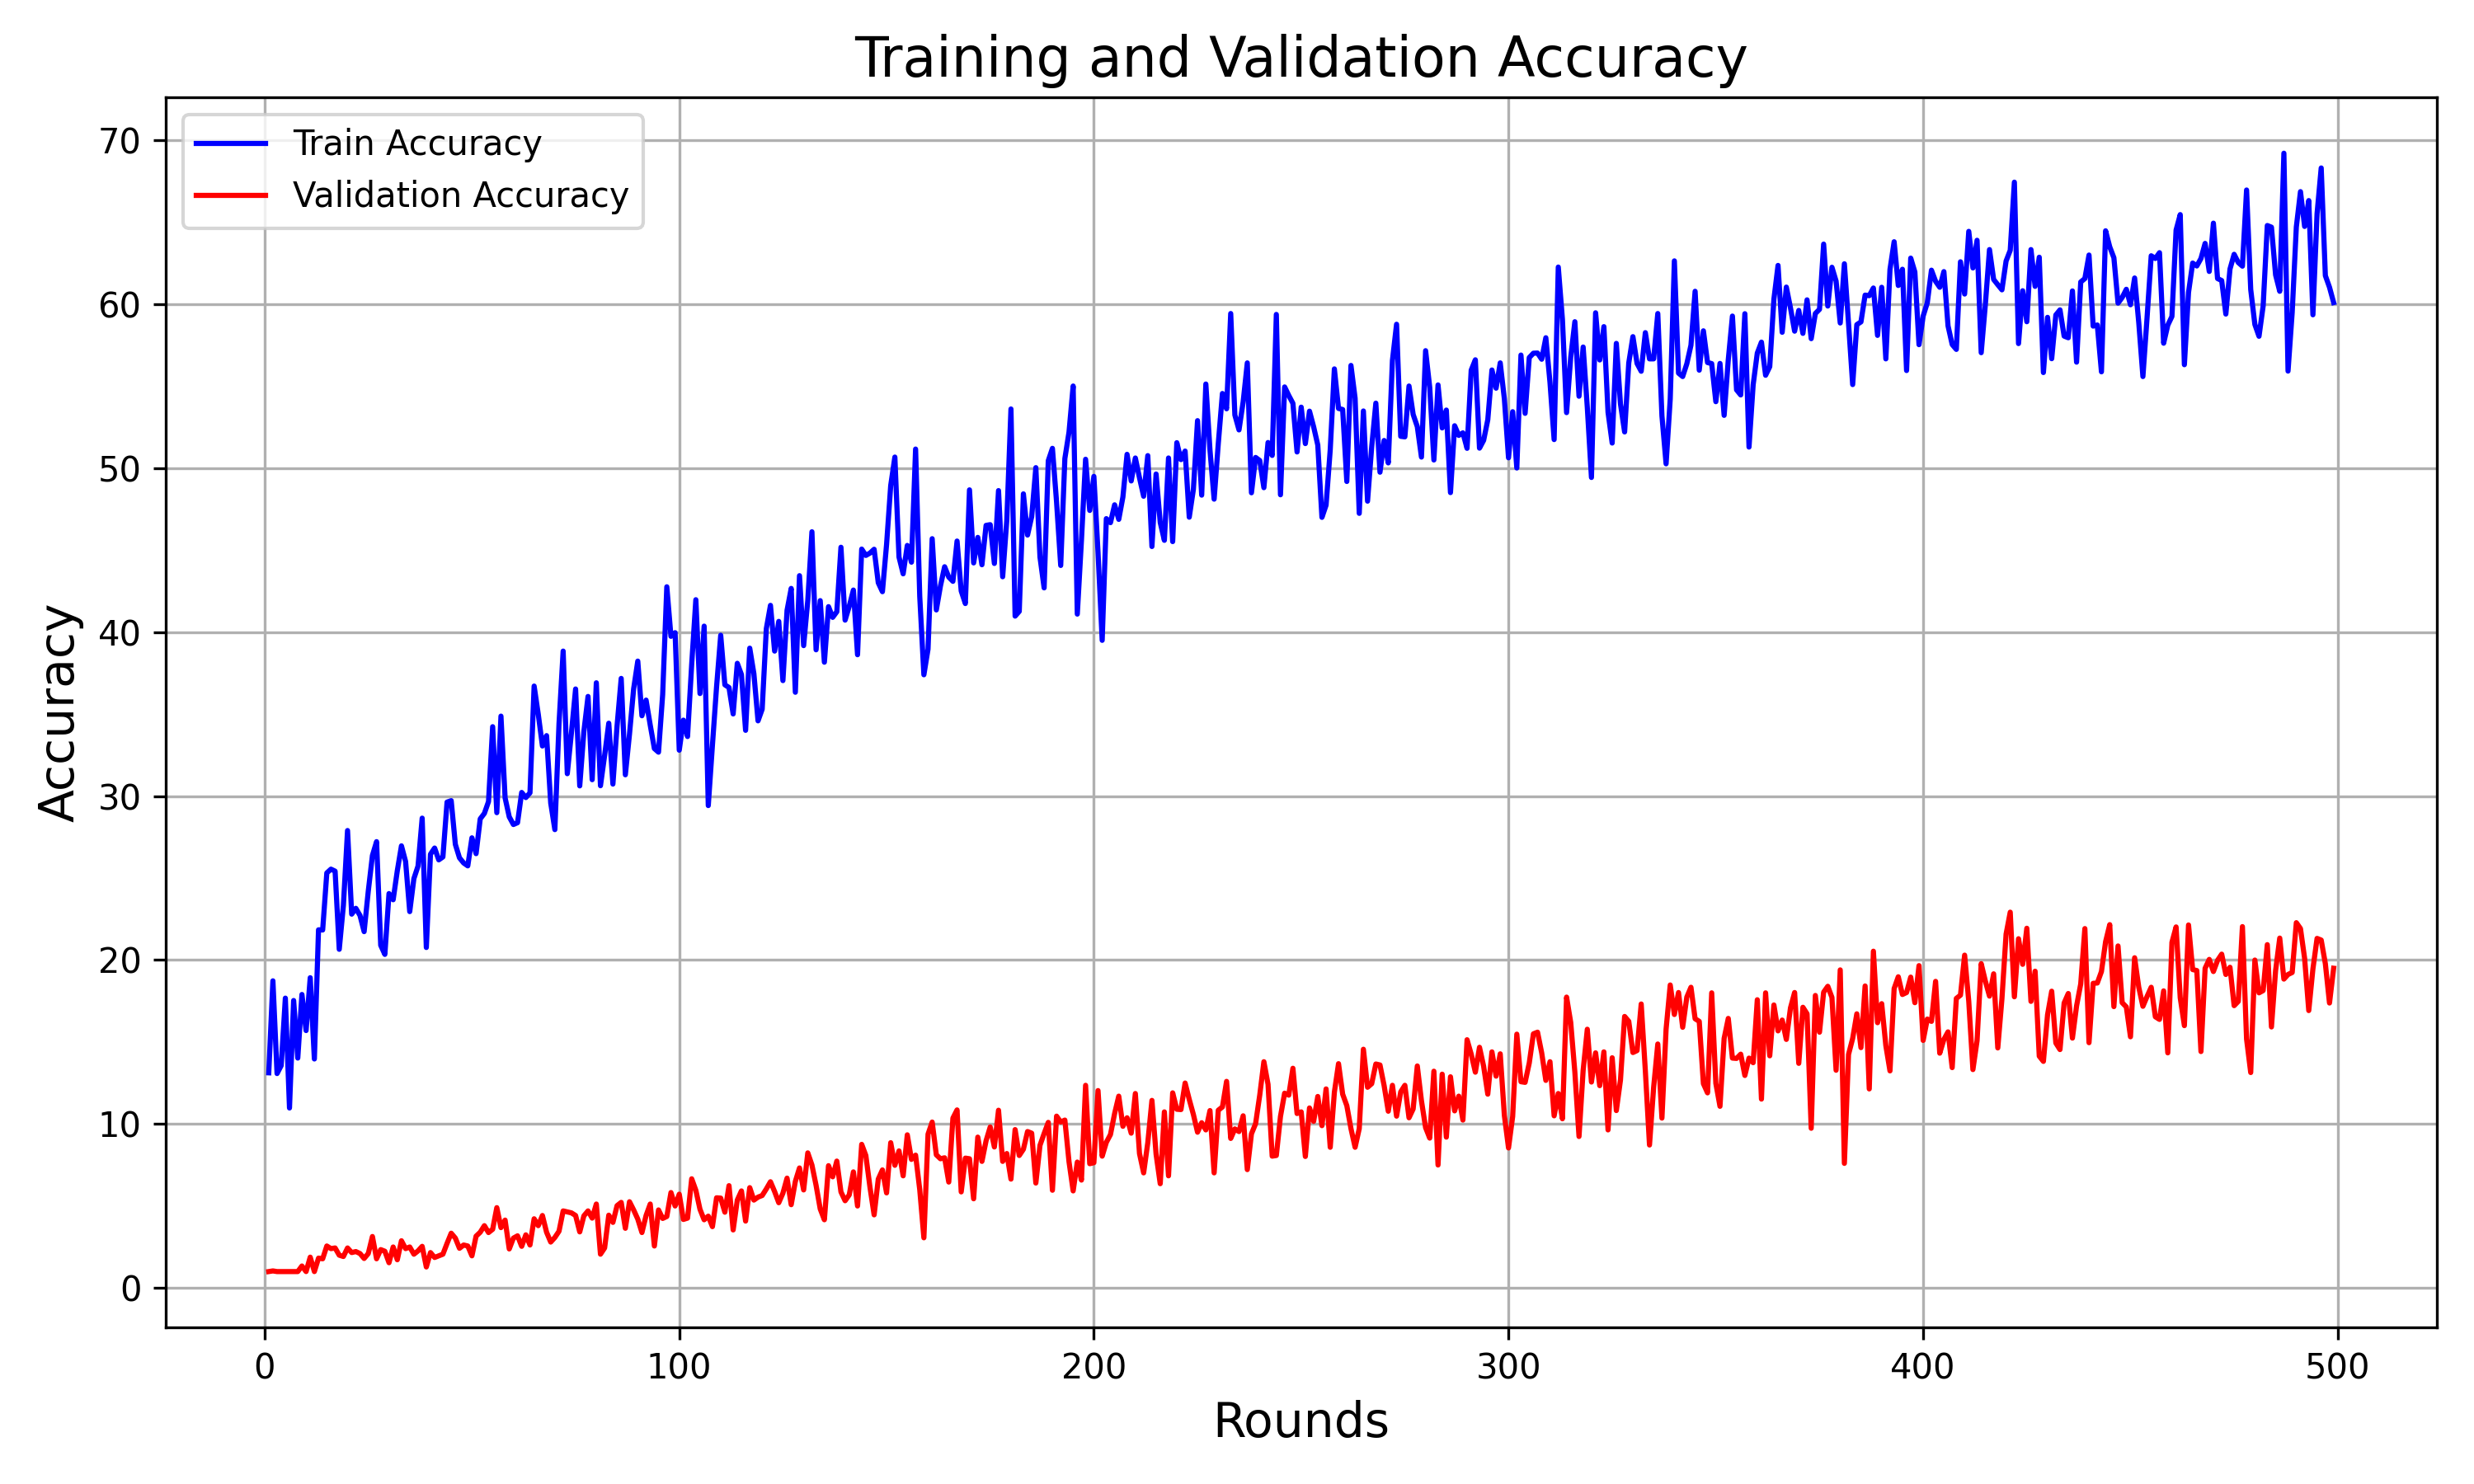 Training and Validation Accuracy
Train Accuracy
Validation Accuracy
70
60
50
40
30
20
10
0
Accuracy
0 100 200 300 400 500
Rounds